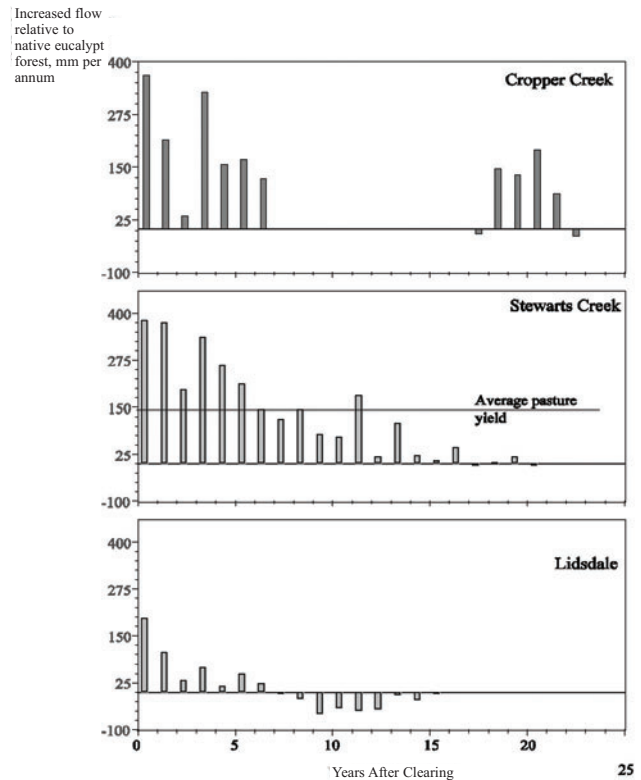 Increased flow
relative to
native eucalypt
forest, mm per
annum
400
275
150
25
-100
Cropper Creek
400
275
150
25
-100
Stewarts Creek
Average pasture
yield
400
275
150
25
-100
Lidsdale
0 5 10 15 20 25
Years After Clearing